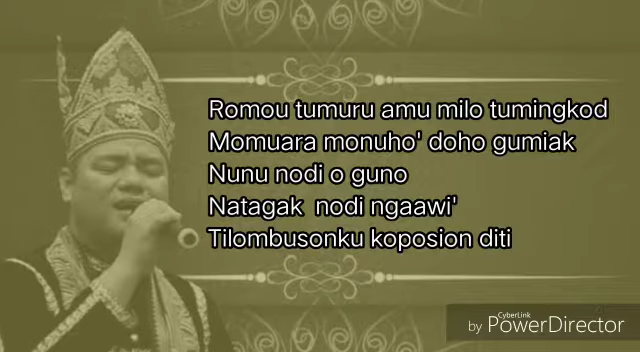 Romou tumuru amu milo tumingkod
Momuara monuho' doho gumiak
Nunu nodi o guno
Natagak nodi ngaawi'
Tilombusonku koposion diti
by CyberLink PowerDirector